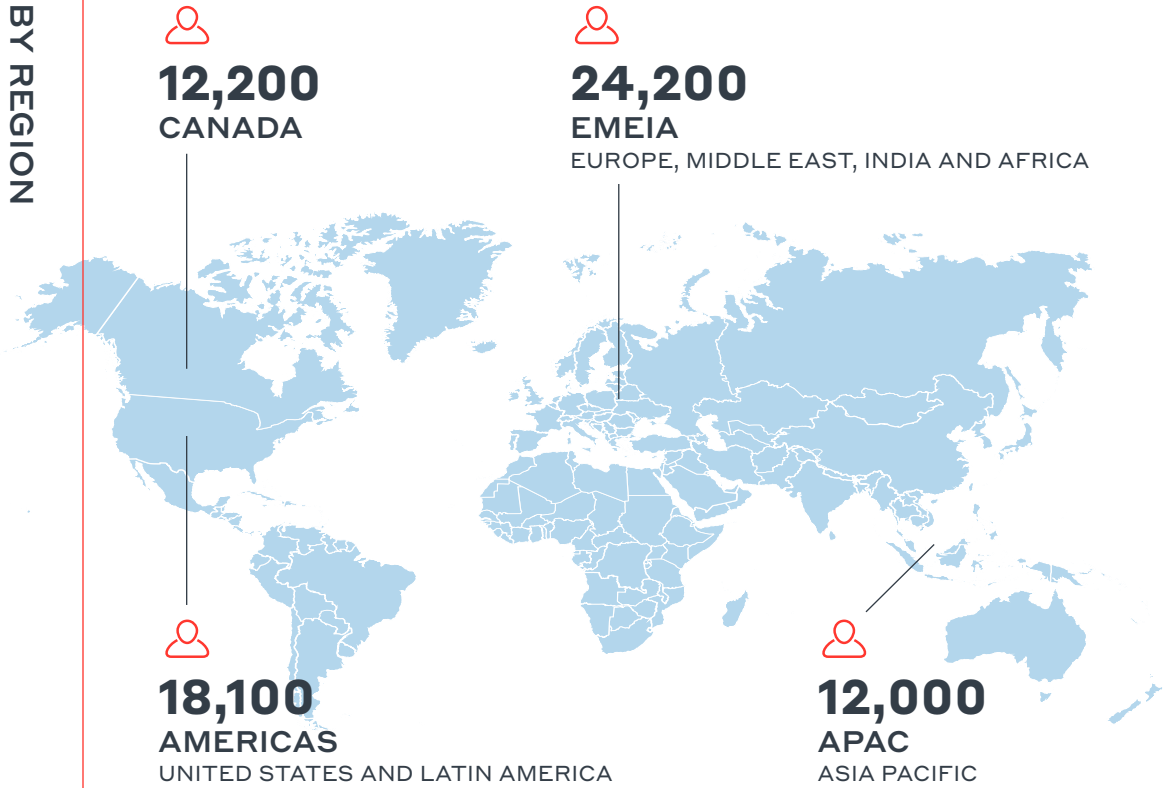 BY REGION
12,200
CANADA
24,200
EMEIA
EUROPE, MIDDLE EAST, INDIA AND AFRICA
18,100
AMERICAS
UNITED STATES AND LATIN AMERICA
12,000
APAC
ASIA PACIFIC